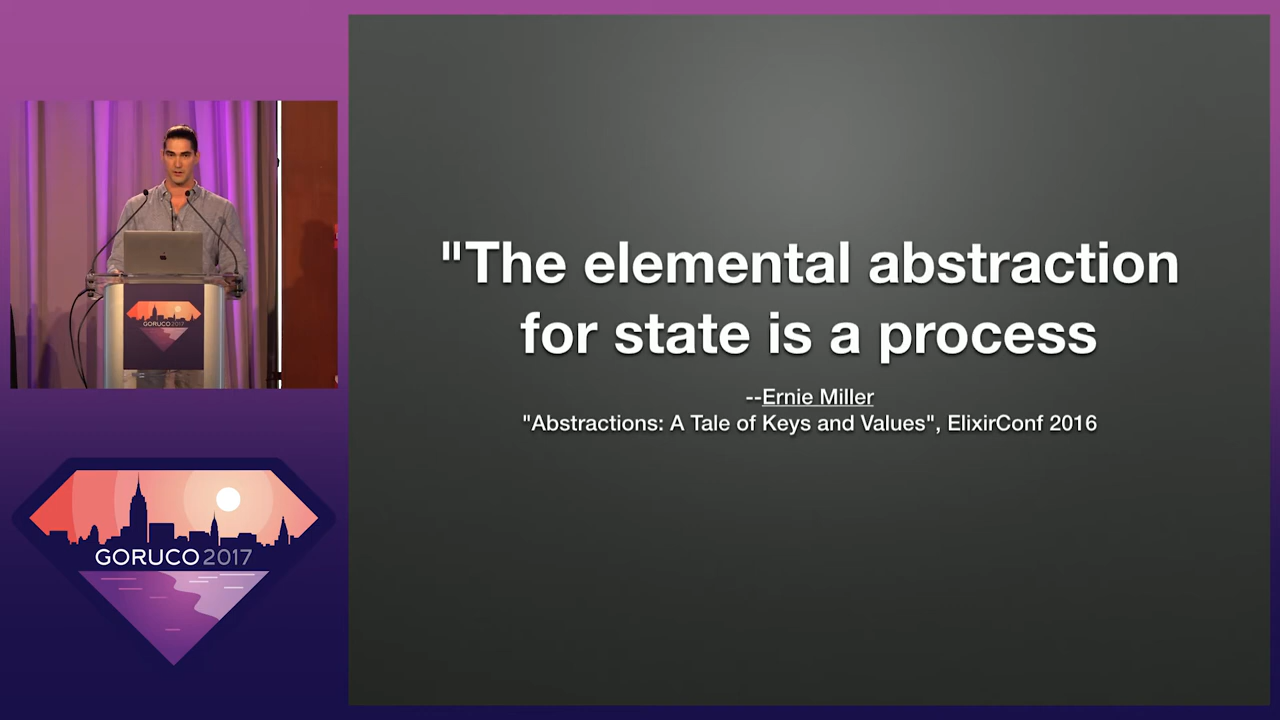 "The elemental abstraction
for state is a process
--Ernie Miller
"Abstractions: A Tale of Keys and Values", ElixirConf 2016
GORUCO 2017
GORUCO 2017